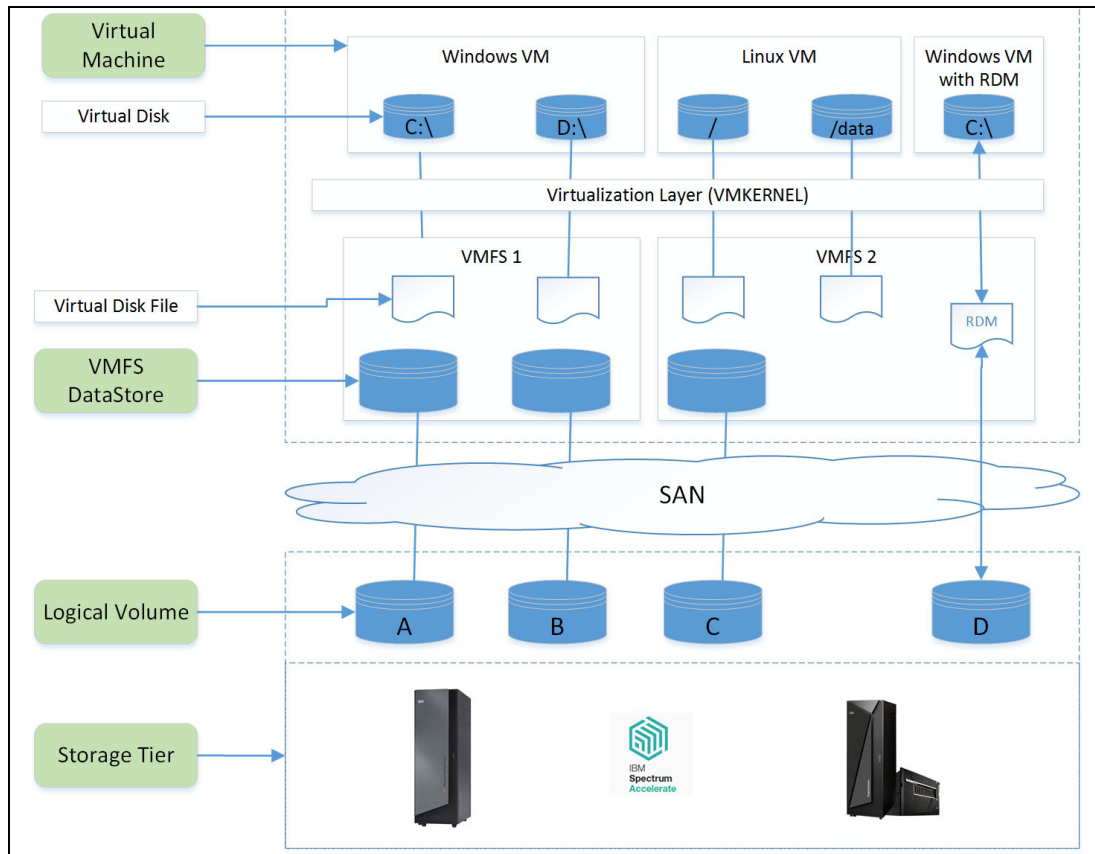 Virtual
Machine
Windows VM
Linux VM
Windows VM
with RDM
Virtual Disk
C:\
D:\
/
/data
C:\
Virtualization Layer (VMKERNEL)
VMFS 1
VMFS 2
Virtual Disk File
RDM
VMFS
DataStore
SAN
Logical Volume
A
B
C
D
Storage Tier
IBM
Spectrum
Accelerate